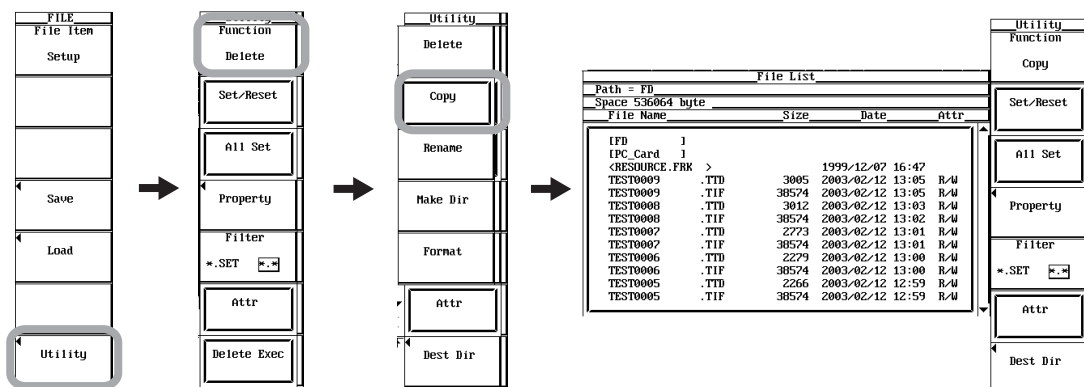 FILE
File Item
Setup
Save
Load
Utility
Utility
Function
Delete
Set/Reset
All Set
Property
Filter
*.SET *.*
Attr
Delete Exec
Utility
Delete
Copy
Rename
Make Dir
Format
Attr
Dest Dir
File List
Path = FD
Space 536064 byte
File Name Size Date Attr
[FD ]
[PC_Card ]
<RESOURCE.FRK > 1999/12/07 16:47
TEST0009 .TTD 3005 2003/02/12 13:05 R/W
TEST0009 .TIF 38574 2003/02/12 13:05 R/W
TEST0008 .TTD 3012 2003/02/12 13:03 R/W
TEST0008 .TIF 38574 2003/02/12 13:02 R/W
TEST0007 .TTD 2773 2003/02/12 13:01 R/W
TEST0007 .TIF 38574 2003/02/12 13:01 R/W
TEST0006 .TTD 2279 2003/02/12 13:00 R/W
TEST0006 .TIF 38574 2003/02/12 13:00 R/W
TEST0005 .TTD 2266 2003/02/12 12:59 R/W
TEST0005 .TIF 38574 2003/02/12 12:59 R/W
Utility
Function
Copy
Set/Reset
All Set
Property
Filter
*.SET *.*
Attr
Dest Dir